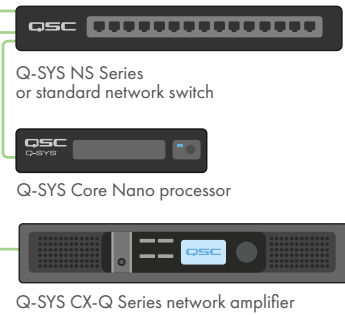 QSC
Q-SYS NS Series
or standard network switch
QSC
Q-SYS
Q-SYS Core Nano processor
QSC
Q-SYS CX-Q Series network amplifier